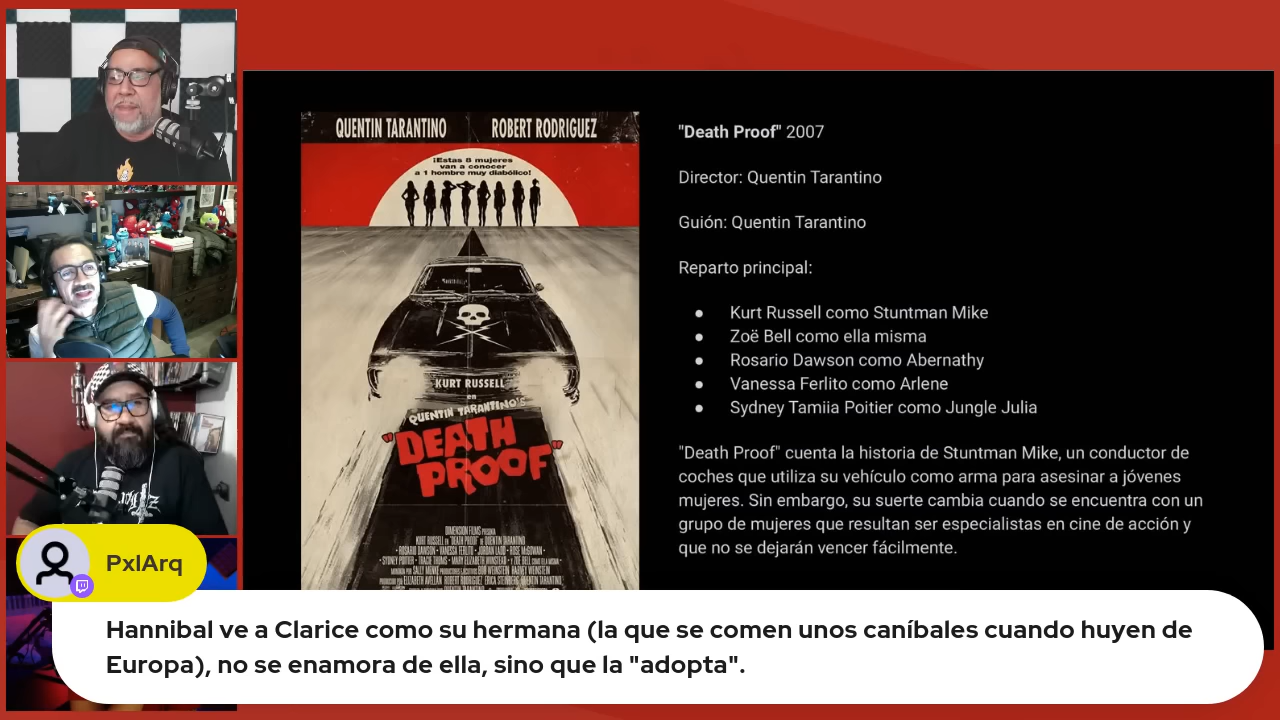 QUENTIN TARANTINO ROBERT RODRIGUEZ
¡Estas 8 mujeres
van a conocer
a 1 hombre muy diabólico!
KURT RUSSELL
en
QUENTIN TARANTINO'S
"DEATH
PROOF"
DIMENSION FILMS PRESENTA
"Death Proof" 2007
Director: Quentin Tarantino
Guión: Quentin Tarantino
Reparto principal:
● Kurt Russell como Stuntman Mike
● Zoë Bell como ella misma
● Rosario Dawson como Abernathy
● Vanessa Ferlito como Arlene
● Sydney Tamiia Poitier como Jungle Julia
"Death Proof" cuenta la historia de Stuntman Mike, un conductor de
coches que utiliza su vehículo como arma para asesinar a jóvenes
mujeres. Sin embargo, su suerte cambia cuando se encuentra con un
grupo de mujeres que resultan ser especialistas en cine de acción y
que no se dejarán vencer fácilmente.
PxlArq
Hannibal ve a Clarice como su hermana (la que se comen unos caníbales cuando huyen de
Europa), no se enamora de ella, sino que la "adopta".